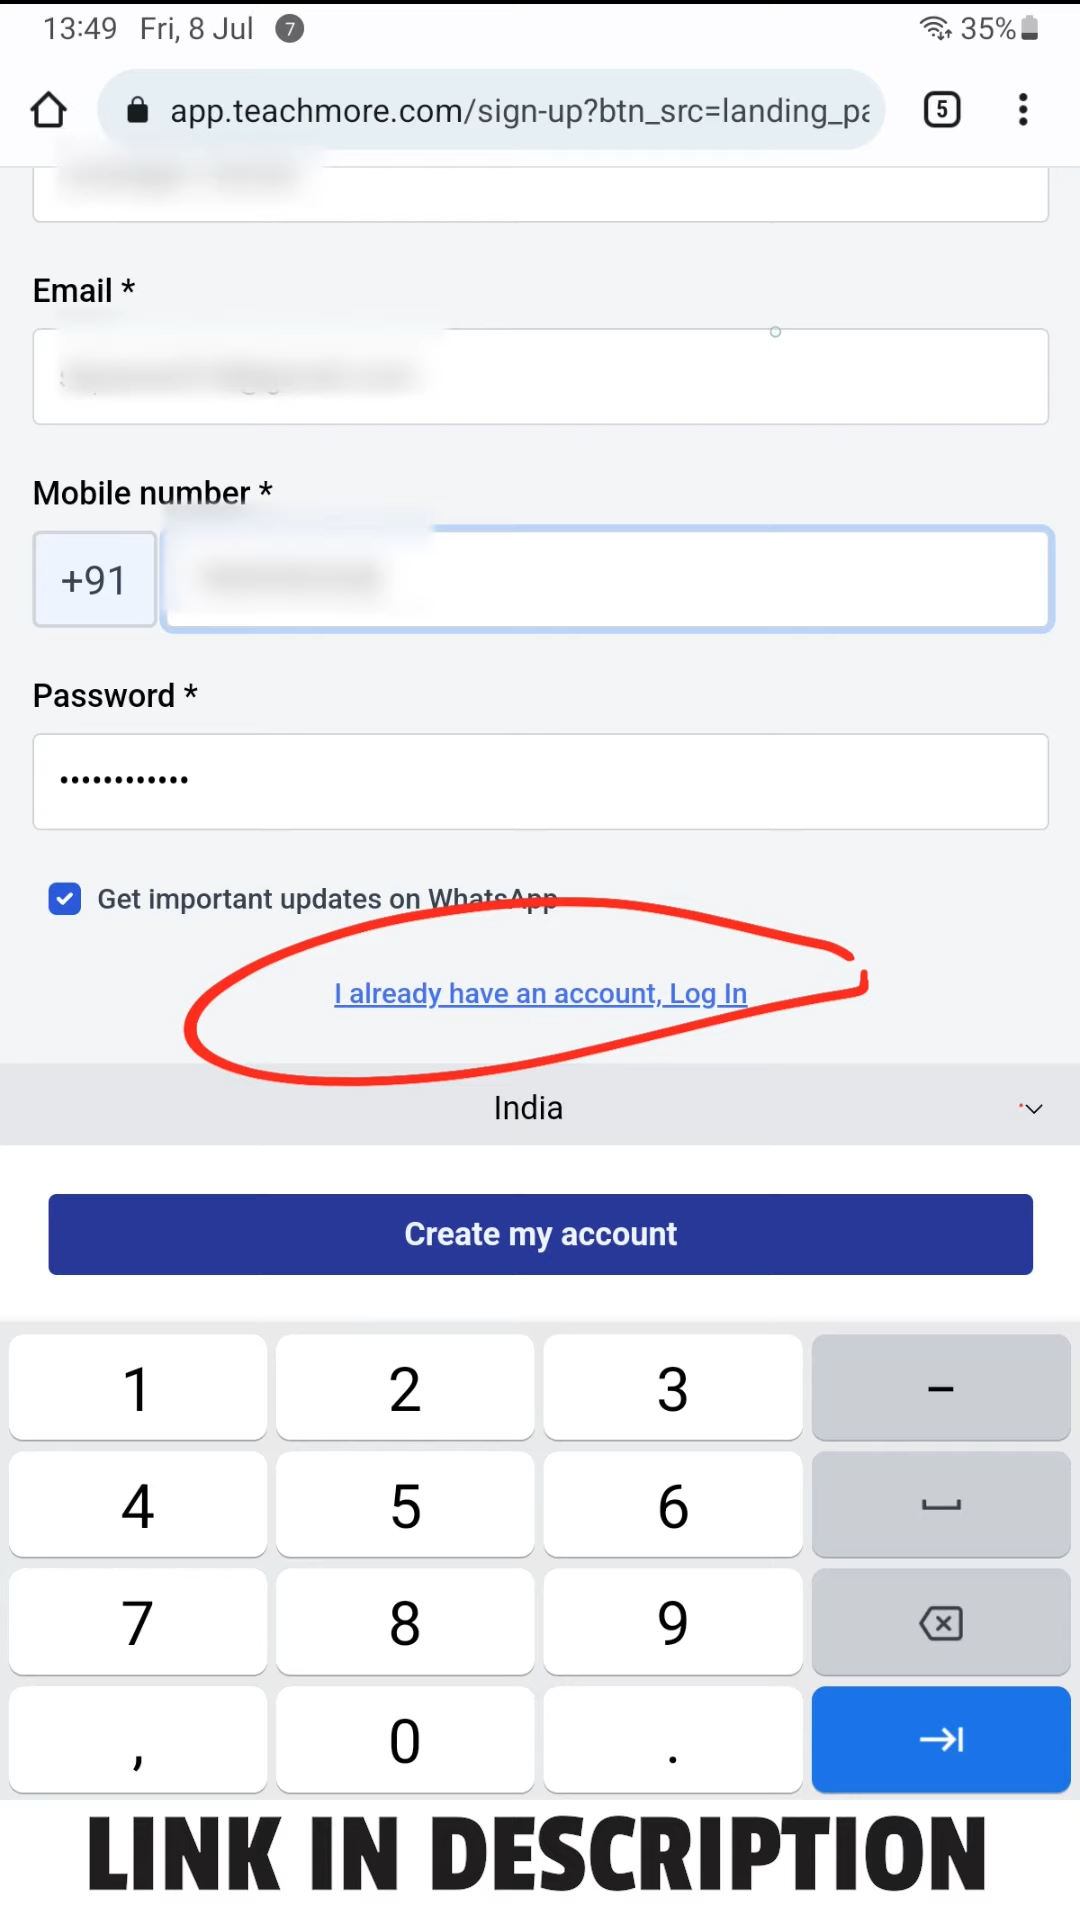 13:49 Fri, 8 Jul 7 35%
app.teachmore.com/sign-up?btn_src=landing_pa 5
Email *
Mobile number *
+91
Password *
••••••••••••
Get important updates on WhatsApp
I already have an account, Log In
India
Create my account
1 2 3 –
4 5 6
7 8 9
, 0 .
LINK IN DESCRIPTION